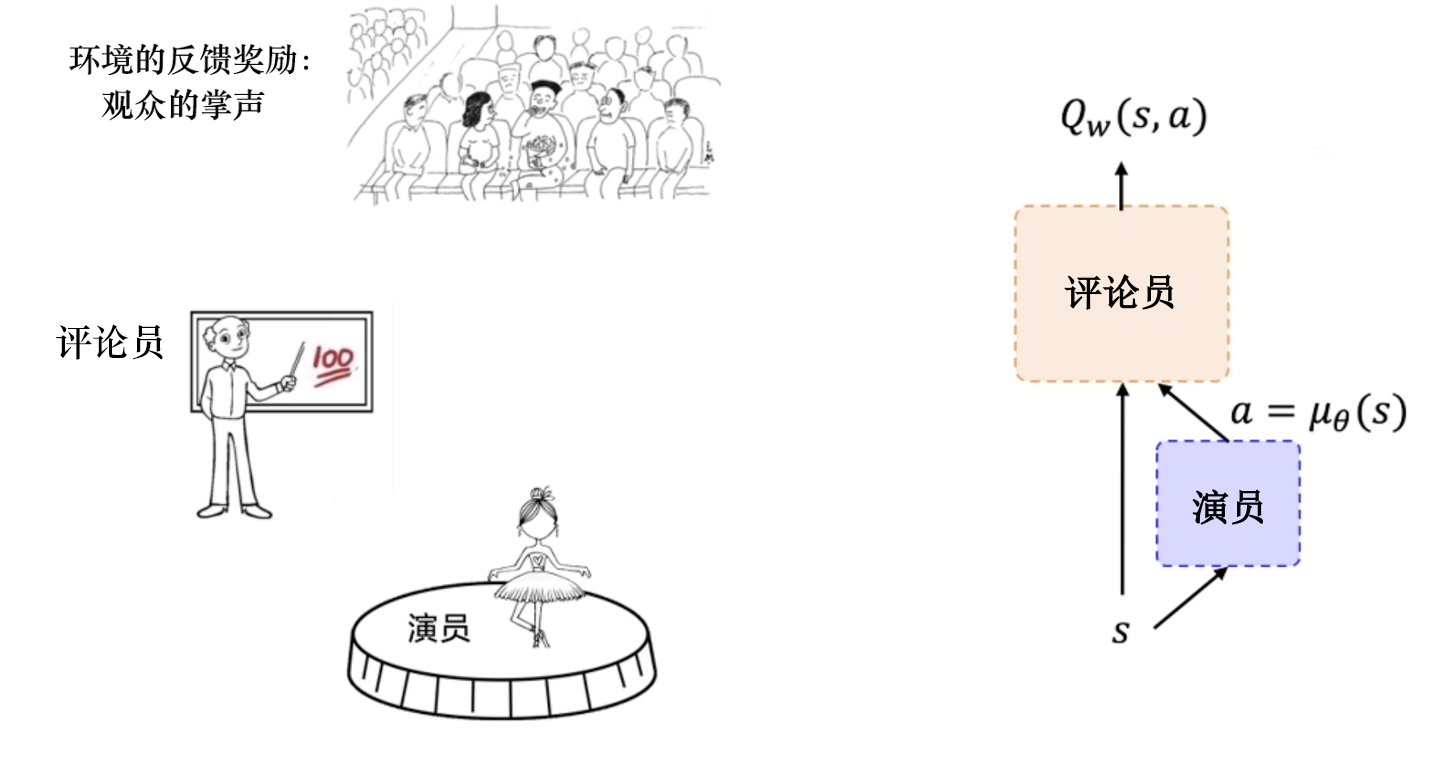 环境的反馈奖励：
观众的掌声
评论员
100
演员
Q_w(s, a)
评论员
a = μ_θ(s)
演员
s